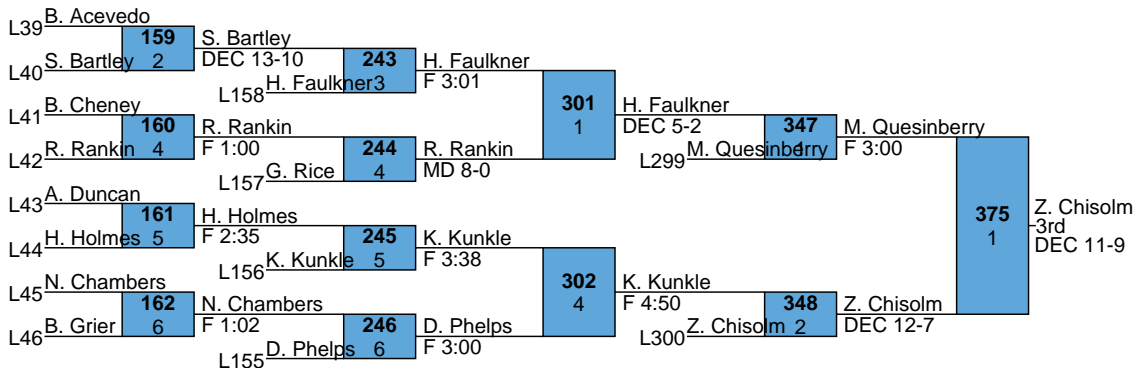 L39 B. Acevedo
159
2
L40 S. Bartley
S. Bartley
DEC 13-10
243
3
L158 H. Faulkner
H. Faulkner
F 3:01
L41 B. Cheney
160
4
L42 R. Rankin
R. Rankin
F 1:00
244
4
L157 G. Rice
R. Rankin
MD 8-0
301
1
H. Faulkner
DEC 5-2
347
L299 M. Quesinberry
M. Quesinberry
F 3:00
L43 A. Duncan
161
5
L44 H. Holmes
H. Holmes
F 2:35
245
5
L156 K. Kunkle
K. Kunkle
F 3:38
L45 N. Chambers
162
6
L46 B. Grier
N. Chambers
F 1:02
246
6
L155 D. Phelps
D. Phelps
F 3:00
302
4
K. Kunkle
F 4:50
348
2
L300 Z. Chisolm
Z. Chisolm
DEC 12-7
375
1
Z. Chisolm
3rd
DEC 11-9